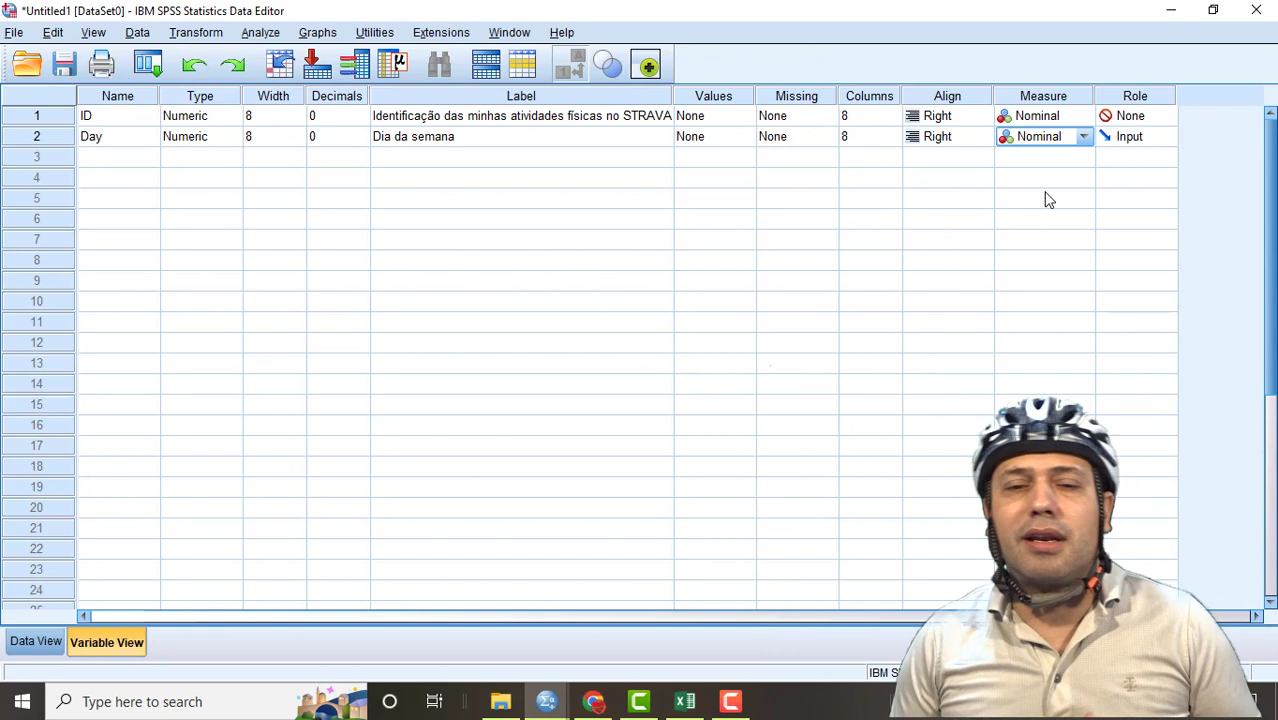 *Untitled1 [DataSet0] - IBM SPSS Statistics Data Editor
File Edit View Data Transform Analyze Graphs Utilities Extensions Window Help
Name Type Width Decimals Label Values Missing Columns Align Measure Role
1 ID Numeric 8 0 Identificação das minhas atividades físicas no STRAVA None None 8 Right Nominal None
2 Day Numeric 8 0 Dia da semana None None 8 Right Nominal Input
3
4
5
6
7
8
9
10
11
12
13
14
15
16
17
18
19
20
21
22
23
24
Data View Variable View
IBM
Type here to search